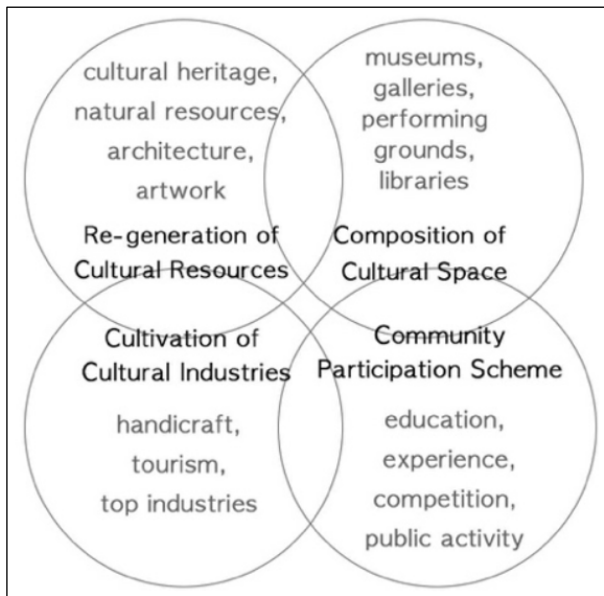 cultural heritage,
natural resources,
architecture,
artwork
Re-generation of
Cultural Resources
museums,
galleries,
performing
grounds,
libraries
Composition of
Cultural Space
Cultivation of
Cultural Industries
handicraft,
tourism,
top industries
Community
Participation Scheme
education,
experience,
competition,
public activity